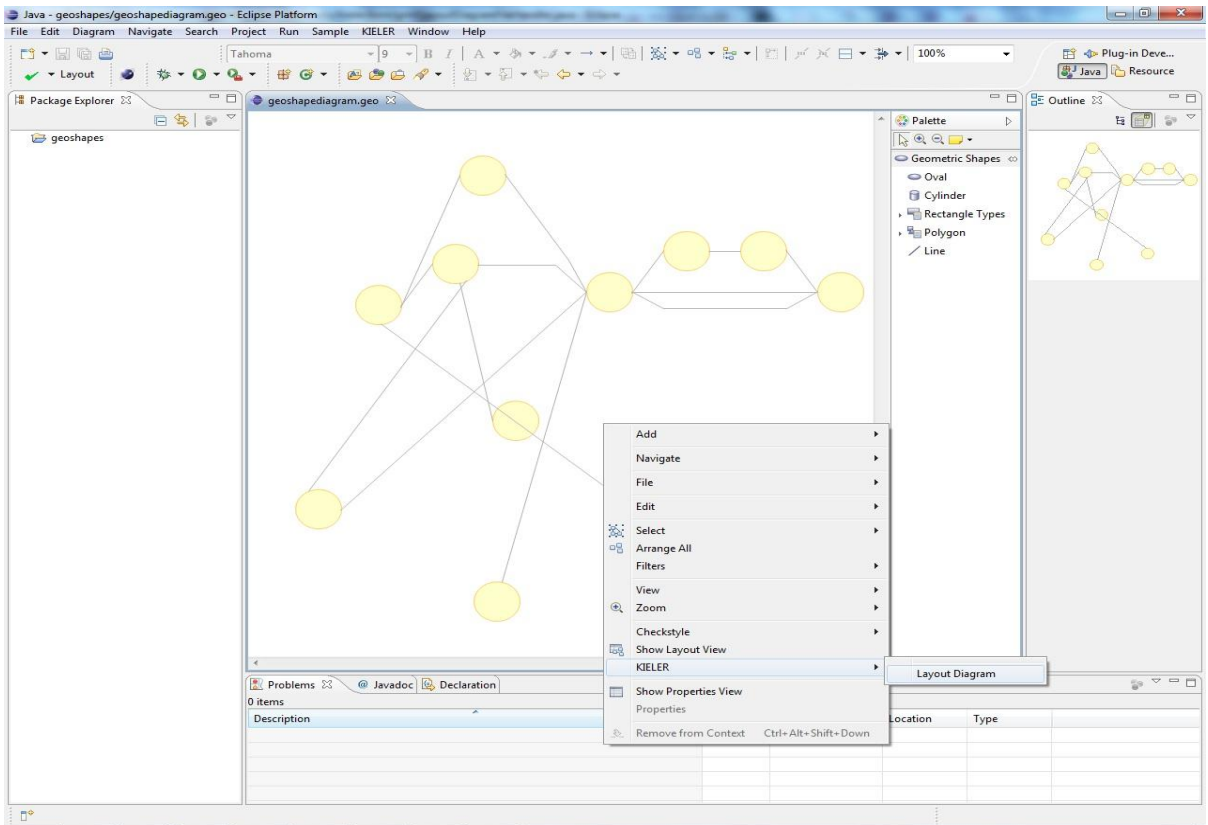 Java - geoshapes/geoshapediagram.geo - Eclipse Platform
File Edit Diagram Navigate Search Project Run Sample KIELER Window Help
Tahoma 9 B I A 100% Plug-in Deve...
Layout Java Resource
Package Explorer geoshapediagram.geo Outline
geoshapes
Palette
Geometric Shapes
Oval
Cylinder
Rectangle Types
Polygon
Line
Add
Navigate
File
Edit
Select
Arrange All
Filters
View
Zoom
Checkstyle
Show Layout View
KIELER
Layout Diagram
Show Properties View
Properties
Remove from Context Ctrl+Alt+Shift+Down
Problems @ Javadoc Declaration
0 items
Description Location Type